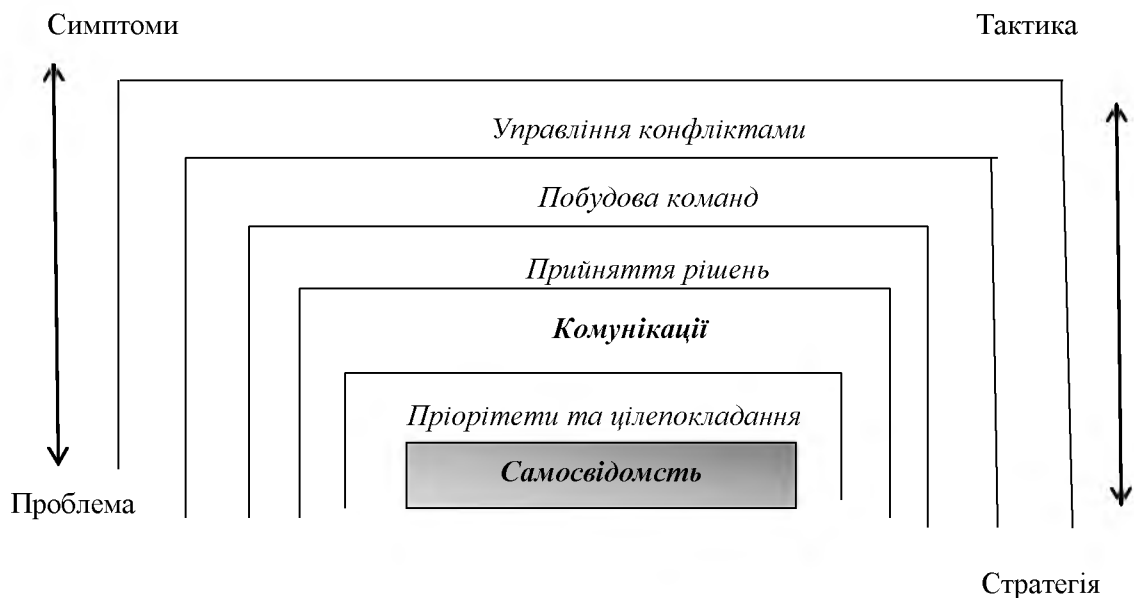 Симптоми
Тактика
Управління конфліктами
Побудова команд
Прийняття рішень
Комунікації
Пріорітети та цілепокладання
Самосвідомсть
Проблема
Стратегія